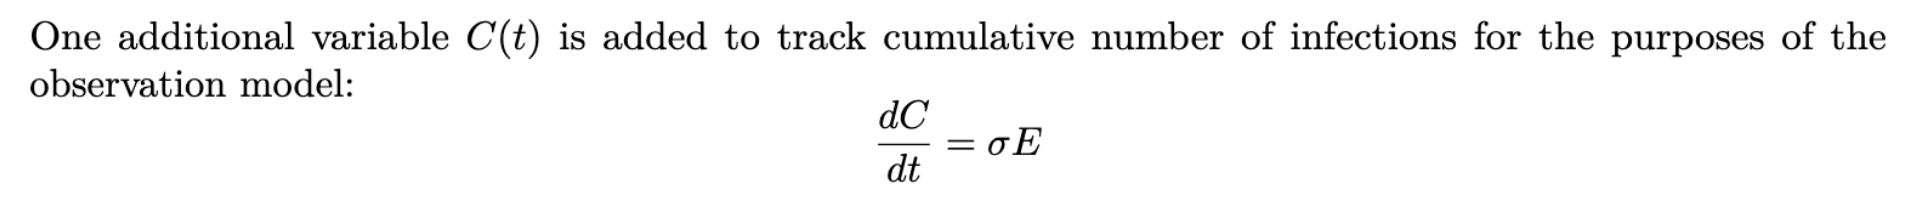 One additional variable C(t) is added to track cumulative number of infections for the purposes of the
observation model:
dC/dt = σE